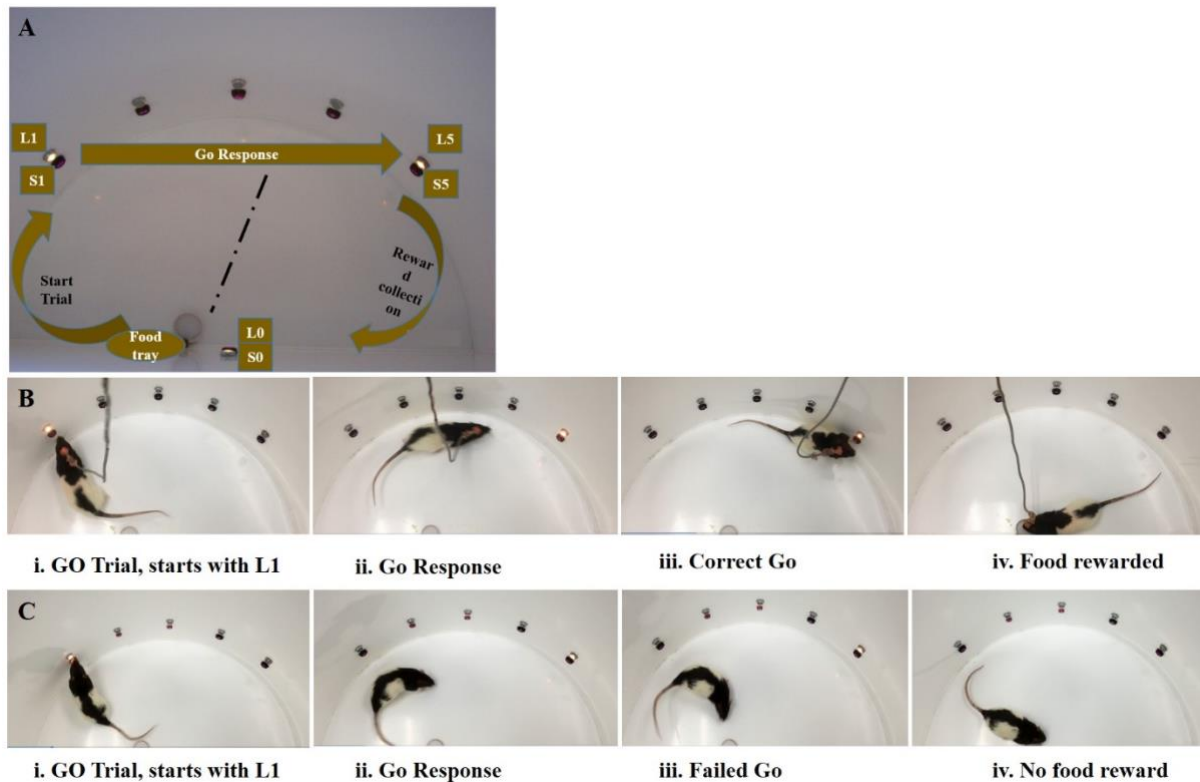 A
L1
L5
Go Response
S1
S5
Start
Trial
Rewar
d
collecti
on
Food
tray
L0
S0
B
i. GO Trial, starts with L1
ii. Go Response
iii. Correct Go
iv. Food rewarded
C
i. GO Trial, starts with L1
ii. Go Response
iii. Failed Go
iv. No food reward